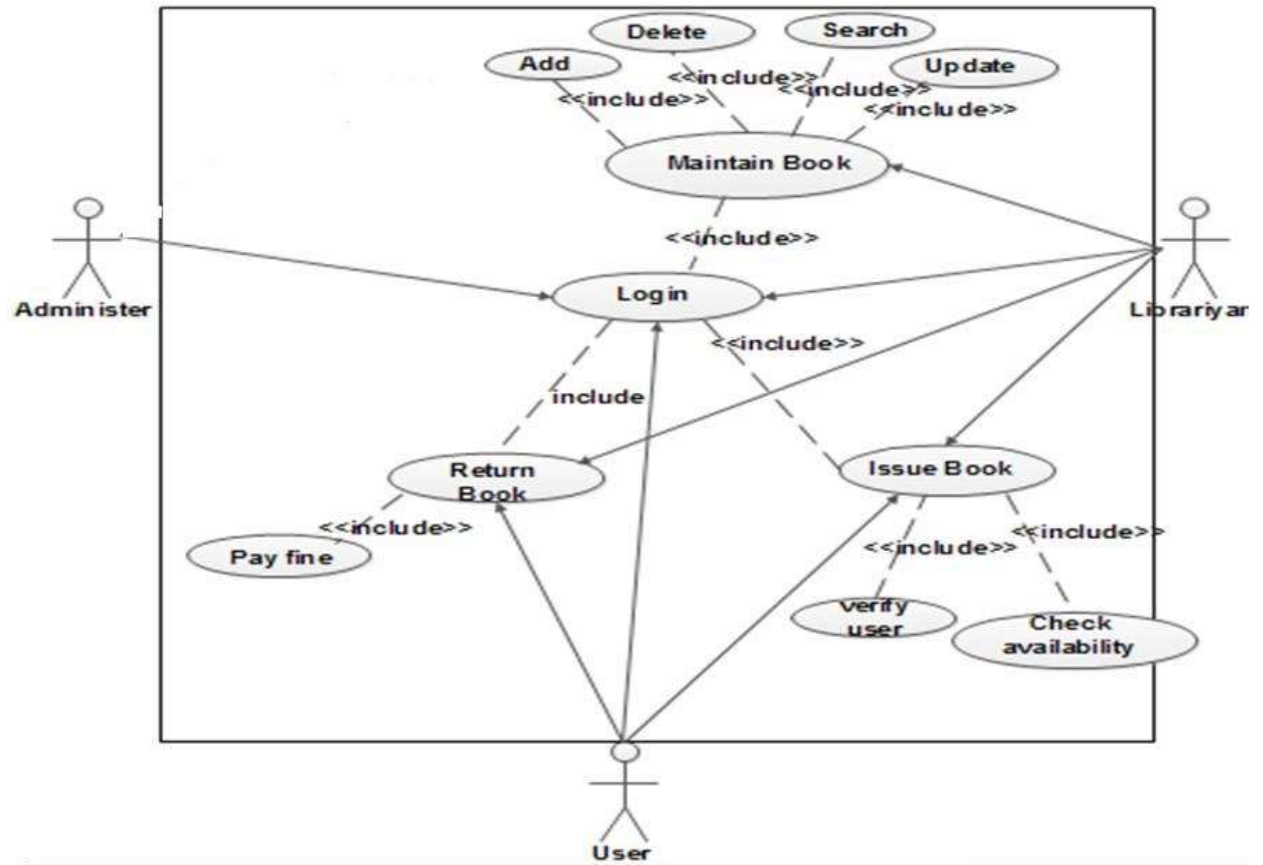 Delete
Search
Add
Update
<<include>>
<<include>>
<<include>>
<<include>>
Maintain Book
<<include>>
Login
Administer
Librariyan
<<include>>
include
Return
Book
Issue Book
<<include>>
<<include>>
<<include>>
Pay fine
verify
user
Check
availability
User